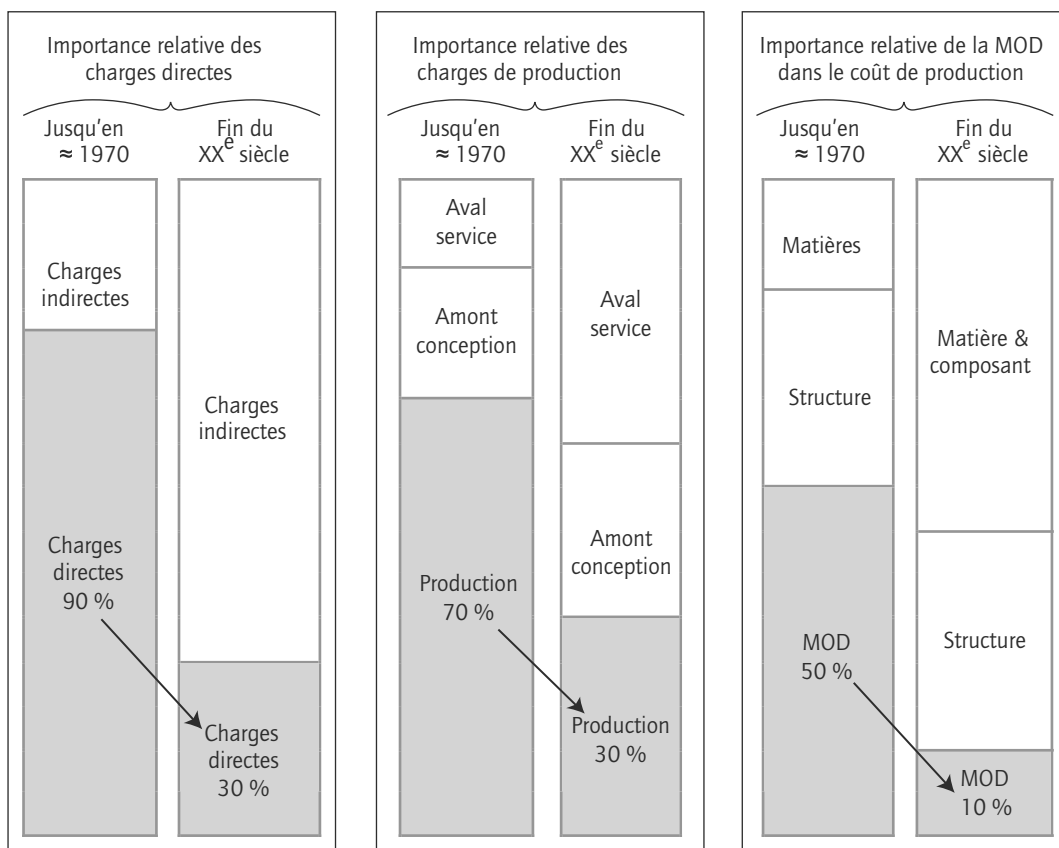 Importance relative des
charges directes
Jusqu'en
≈ 1970
Fin du
XXe siècle
Charges
indirectes
Charges
directes
90 %
Charges
indirectes
Charges
directes
30 %
Importance relative des
charges de production
Jusqu'en
≈ 1970
Fin du
XXe siècle
Aval
service
Amont
conception
Production
70 %
Aval
service
Amont
conception
Production
30 %
Importance relative de la MOD
dans le coût de production
Jusqu'en
≈ 1970
Fin du
XXe siècle
Matières
Structure
MOD
50 %
Matière &
composant
Structure
MOD
10 %